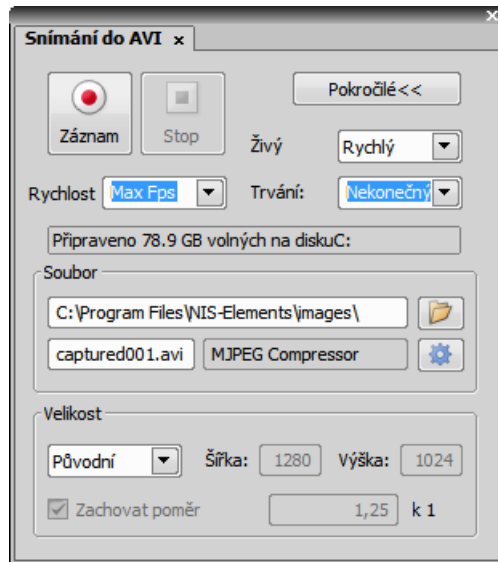 Snímání do AVI x
Pokročilé<<
Záznam
Stop
Živý
Rychlý
Rychlost
Max Fps
Trvání:
Nekonečný
Připraveno 78.9 GB volných na diskuC:
Soubor
C:\Program Files\NIS-Elements\images\
captured001.avi
MJPEG Compressor
Velikost
Původní
Šířka:
1280
Výška:
1024
Zachovat poměr
1,25
k 1